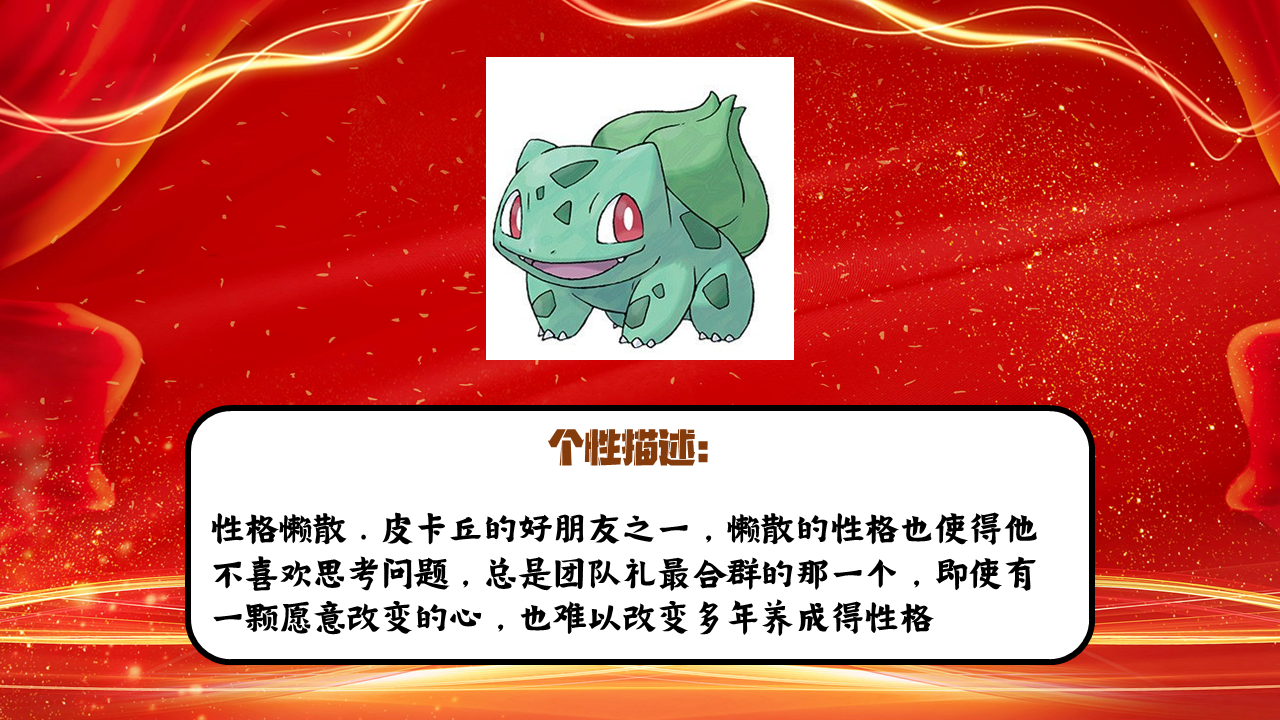 个性描述:
性格懒散．皮卡丘的好朋友之一，懒散的性格也使得他
不喜欢思考问题，总是团队礼最合群的那一个，即使有
一颗愿意改变的心，也难以改变多年养成得性格